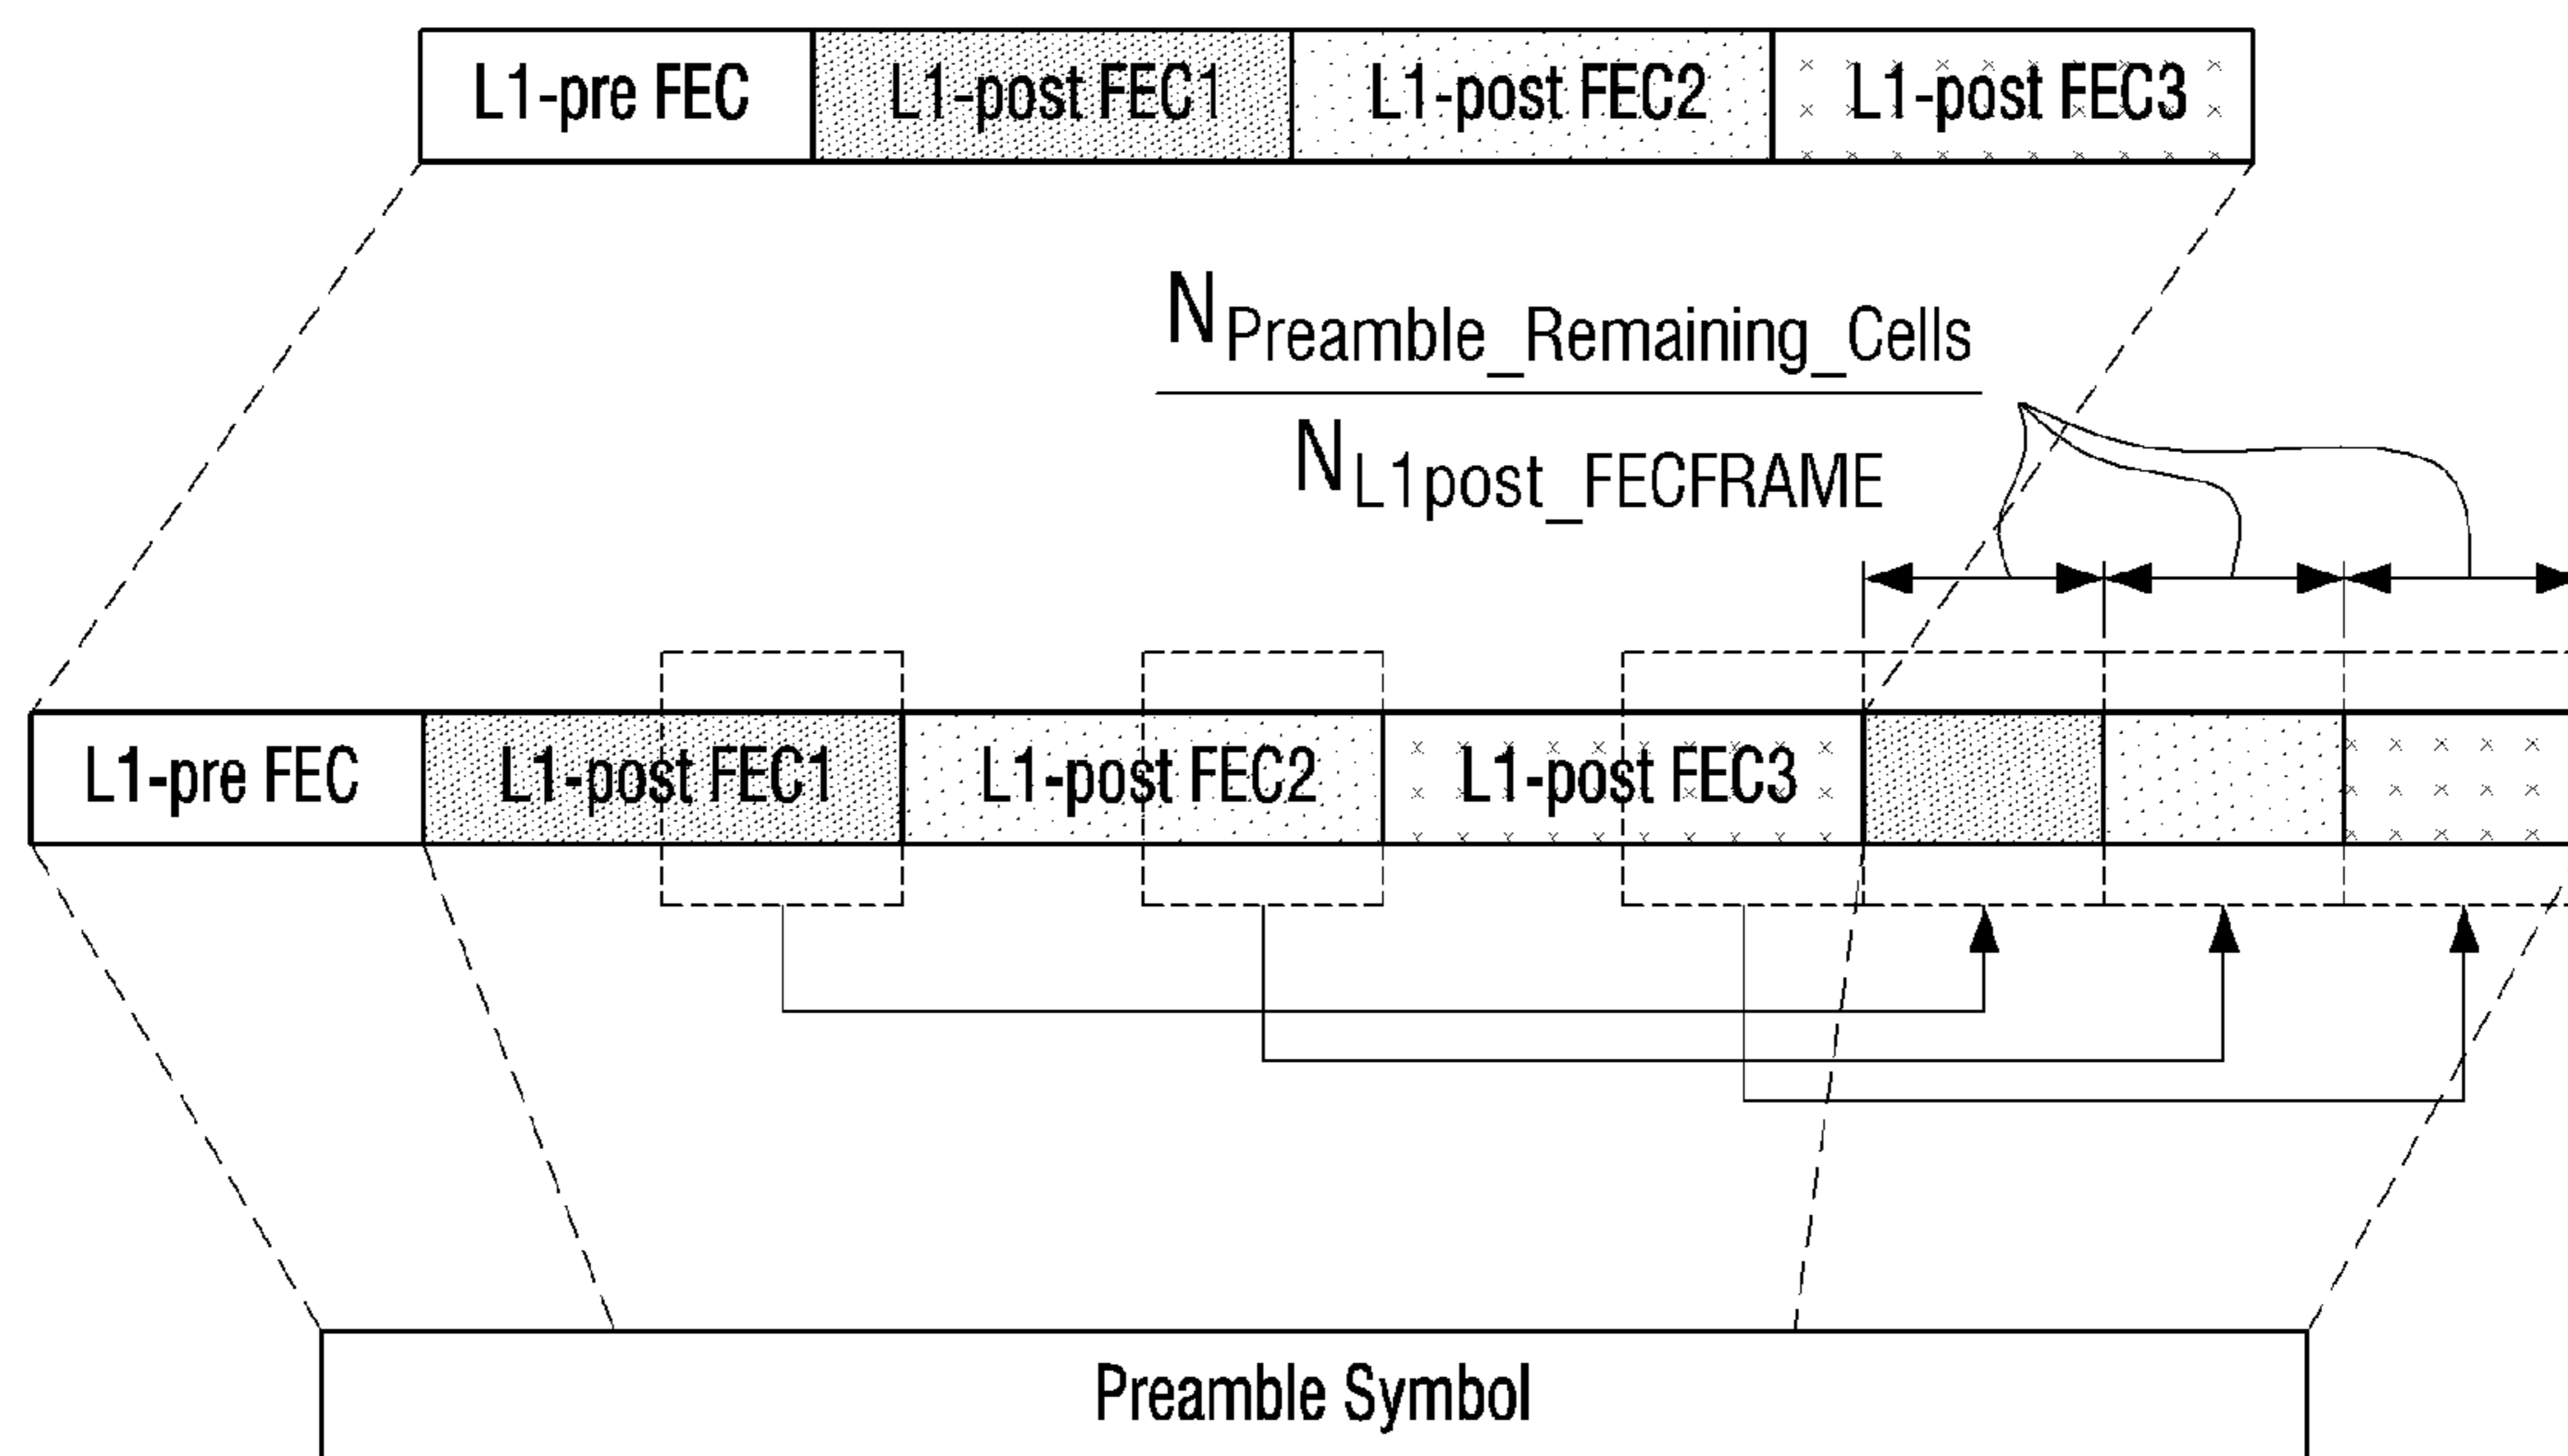 L1-pre FEC L1-post FEC1 L1-post FEC2 L1-post FEC3
NPreamble_Remaining_Cells
NL1post_FECFRAME
L1-pre FEC L1-post FEC1 L1-post FEC2 L1-post FEC3
Preamble Symbol